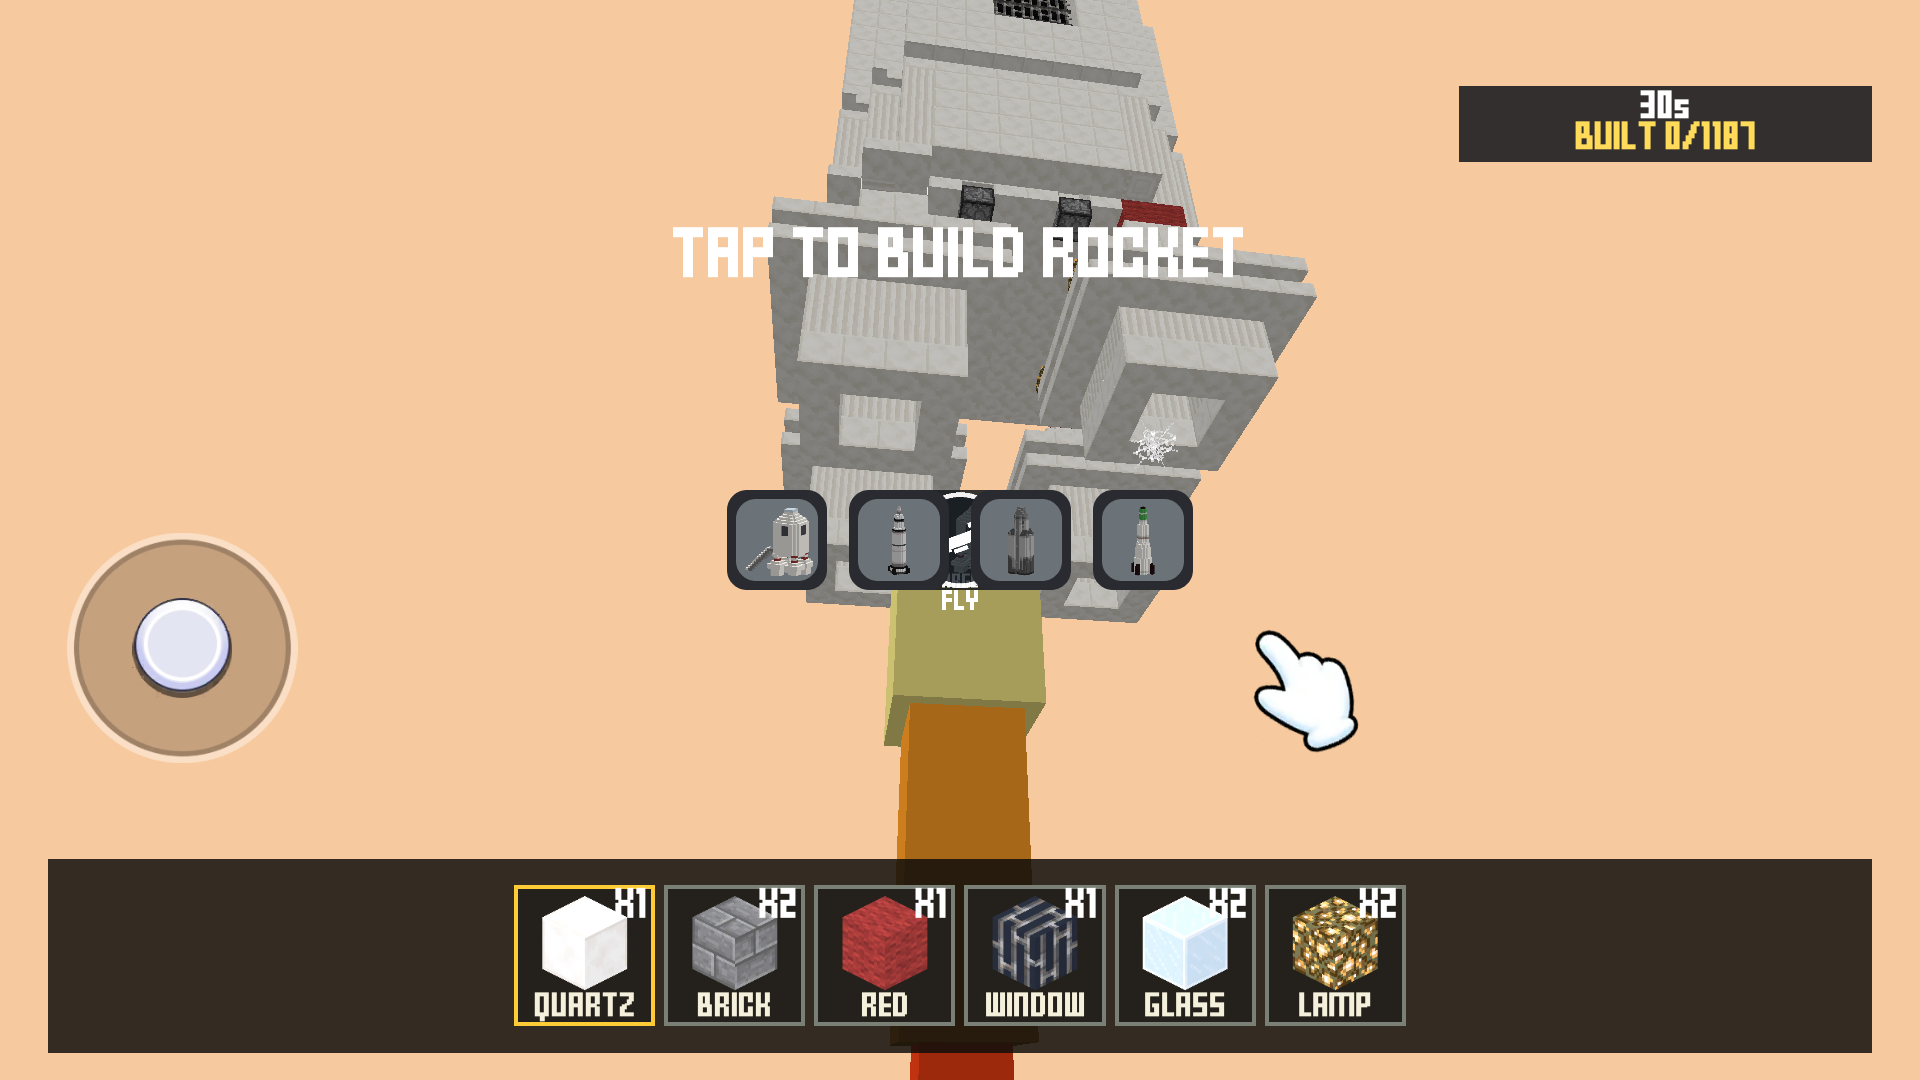 30s
BUILT 0/1187
TAP TO BUILD ROCKET
FLY
X1
X2
X1
X1
X2
X2
QUARTZ
BRICK
RED
WINDOW
GLASS
LAMP